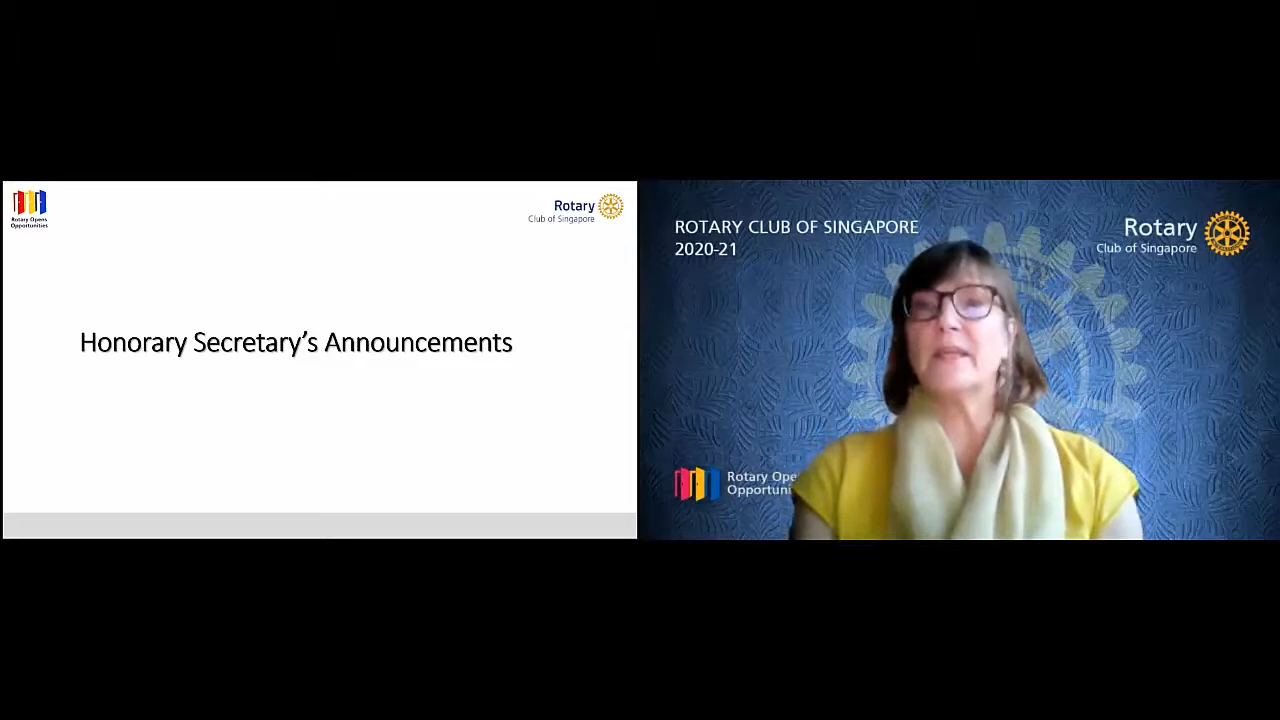 Rotary Opens
Opportunities
Rotary
Club of Singapore
Honorary Secretary’s Announcements
ROTARY CLUB OF SINGAPORE
2020-21
Rotary
Club of Singapore
Rotary Ope
Opportuni